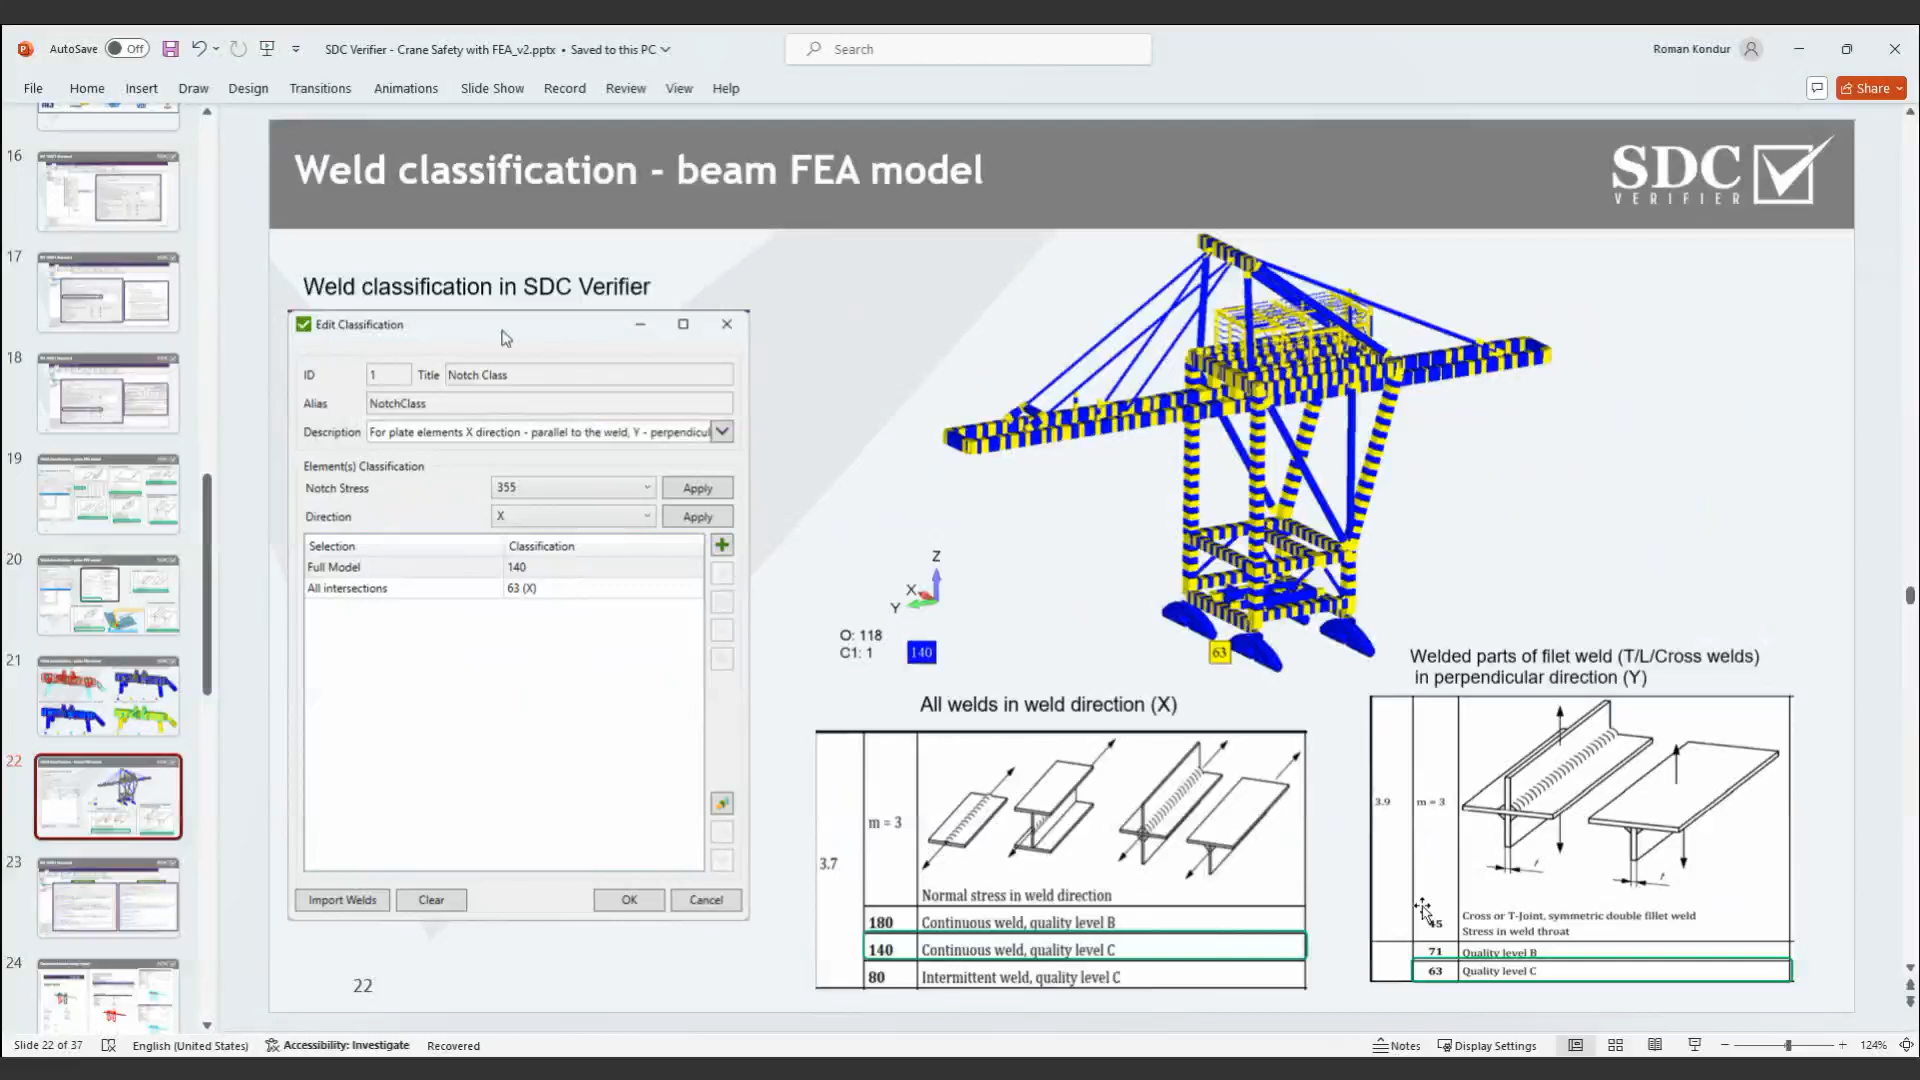 AutoSave Off
SDC Verifier - Crane Safety with FEA_v2.pptx • Saved to this PC
Search
Roman Kondur
File Home Insert Draw Design Transitions Animations Slide Show Record Review View Help
Share
16
17
18
19
20
21
22
23
24
Weld classification - beam FEA model
SDC
VERIFIER
Weld classification in SDC Verifier
Edit Classification
ID 1 Title Notch Class
Alias NotchClass
Description For plate elements X direction - parallel to the weld, Y - perpendicul
Element(s) Classification
Notch Stress 355 Apply
Direction X Apply
Selection Classification
Full Model 140
All intersections 63 (X)
Import Welds Clear OK Cancel
22
Z
X
Y
O: 118
C1: 1
140
63
All welds in weld direction (X)
3.7
m = 3
Normal stress in weld direction
180 Continuous weld, quality level B
140 Continuous weld, quality level C
80 Intermittent weld, quality level C
Welded parts of filet weld (T/L/Cross welds)
in perpendicular direction (Y)
3.9
m = 3
t
t
45
Cross or T-Joint, symmetric double fillet weld
Stress in weld throat
71 Quality level B
63 Quality level C
Slide 22 of 37 English (United States) Accessibility: Investigate Recovered Notes Display Settings 124%